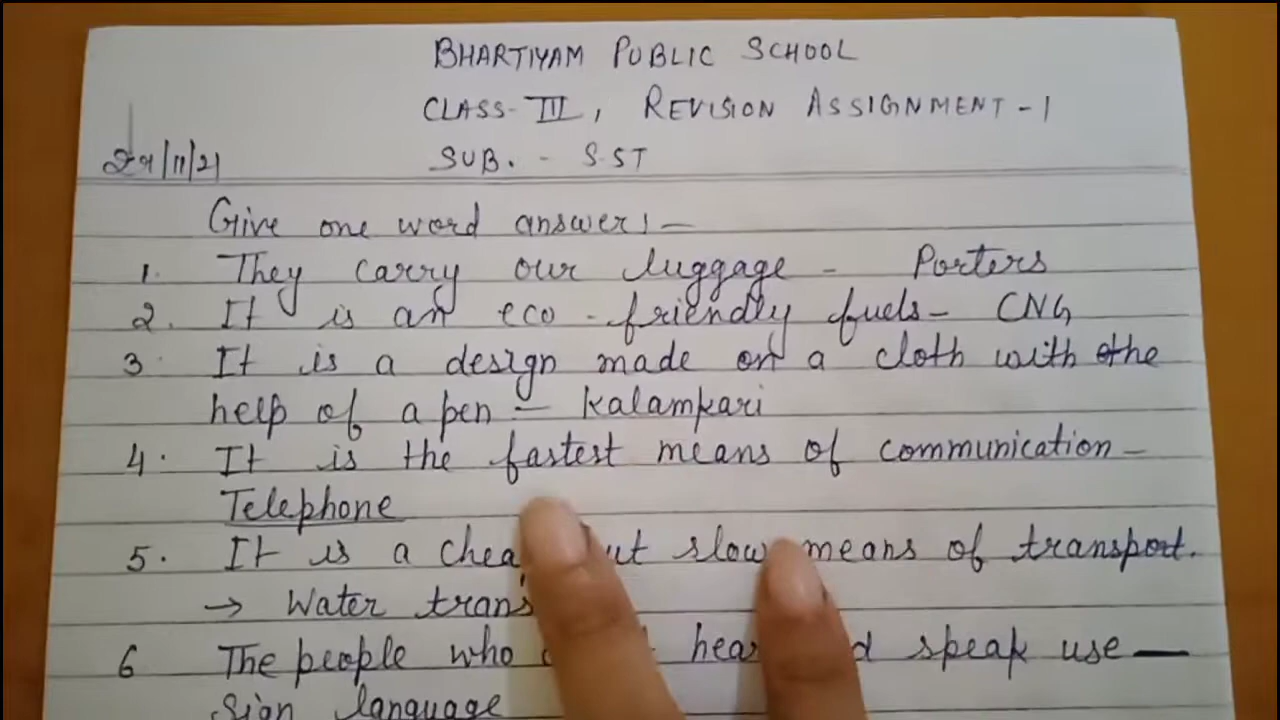 BHARTIYAM PUBLIC SCHOOL
CLASS-III, REVISION ASSIGNMENT-1
SUB. - S.ST
Give one word answer:-
1. They carry our luggage - Porters
2. It is an eco-friendly fuels- CNG
3. It is a design made on a cloth with the
help of a pen - Kalamkari
4. It is the fastest means of communication-
Telephone
5. It is a slow means of transport.
→ Water
6 The people who speak use —
Sign language